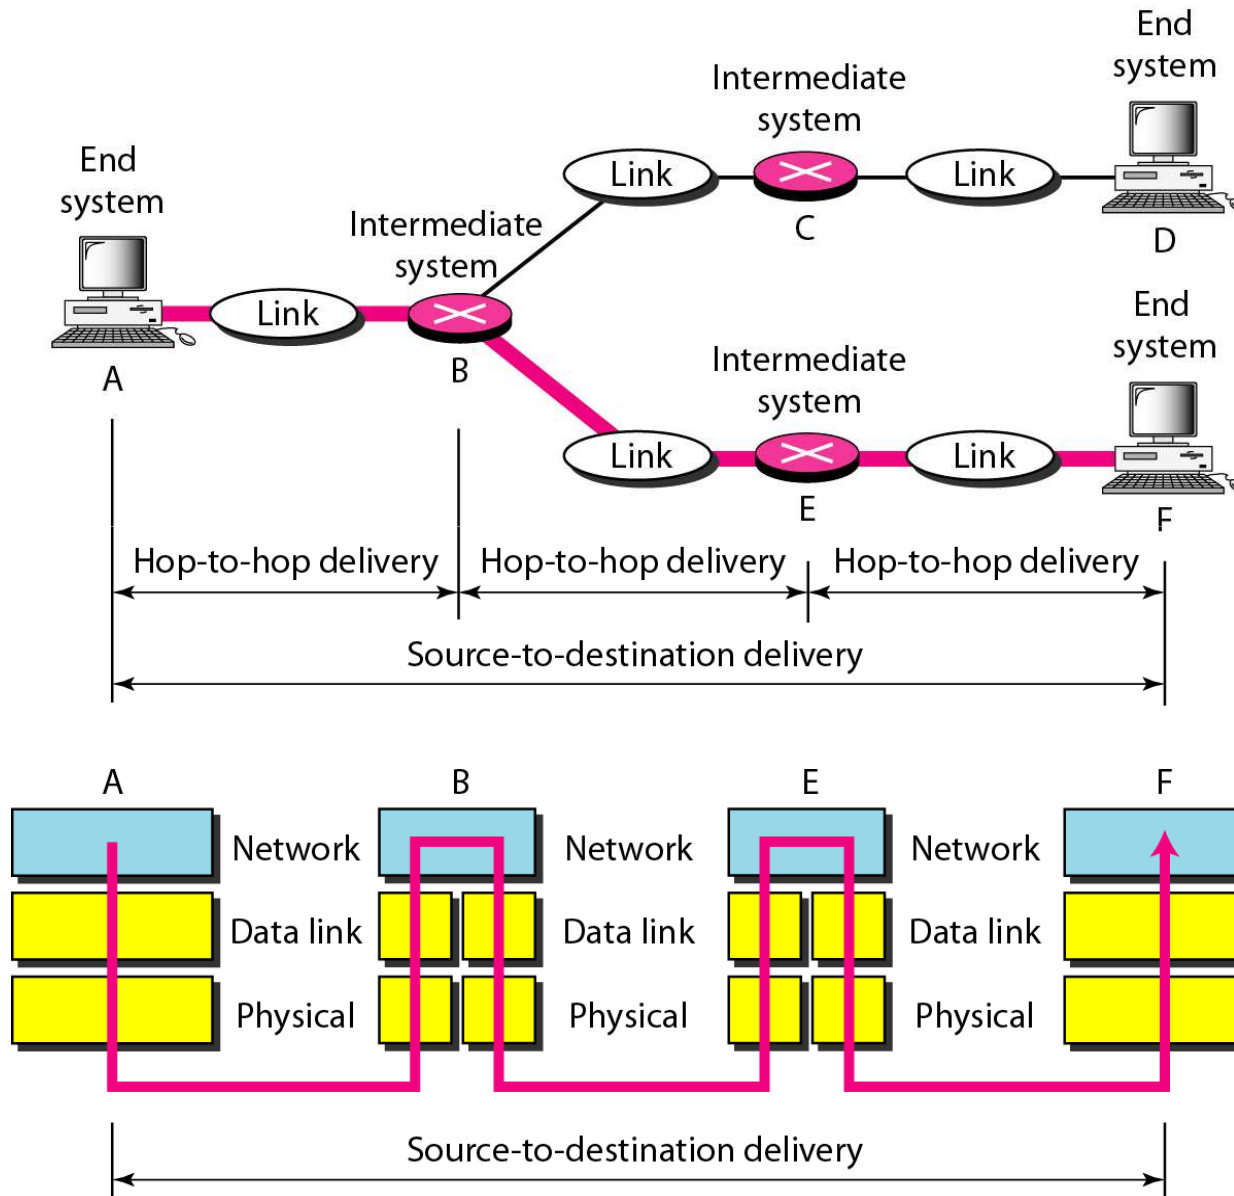 End
system
Intermediate
system
Link
Link
C
D
End
system
Intermediate
system
Link
A
B
End
system
Intermediate
system
Link
Link
E
F
Hop-to-hop delivery
Hop-to-hop delivery
Hop-to-hop delivery
Source-to-destination delivery
A
B
E
F
Network
Network
Network
Data link
Data link
Data link
Physical
Physical
Physical
Source-to-destination delivery